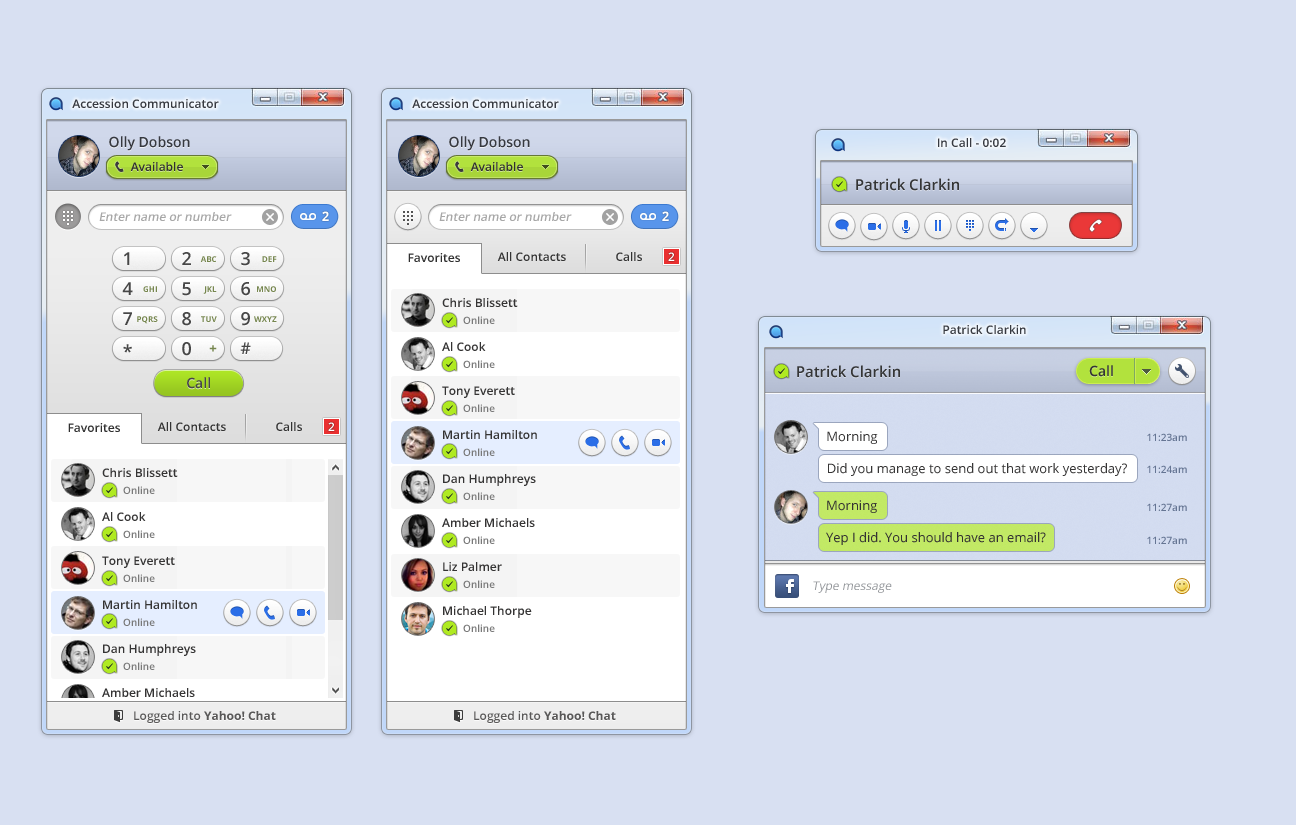 Accession Communicator
Olly Dobson
Available
Enter name or number
2
1
2 ABC
3 DEF
4 GHI
5 JKL
6 MNO
7 PQRS
8 TUV
9 WXYZ
*
0 +
#
Call
Favorites
All Contacts
Calls
2
Chris Blissett
Online
Al Cook
Online
Tony Everett
Online
Martin Hamilton
Online
Dan Humphreys
Online
Amber Michaels
Logged into Yahoo! Chat
Accession Communicator
Olly Dobson
Available
Enter name or number
2
Favorites
All Contacts
Calls
2
Chris Blissett
Online
Al Cook
Online
Tony Everett
Online
Martin Hamilton
Online
Dan Humphreys
Online
Amber Michaels
Online
Liz Palmer
Online
Michael Thorpe
Online
Logged into Yahoo! Chat
In Call - 0:02
Patrick Clarkin
Patrick Clarkin
Patrick Clarkin
Call
Morning
11:23am
Did you manage to send out that work yesterday?
11:24am
Morning
11:27am
Yep I did. You should have an email?
11:27am
f
Type message